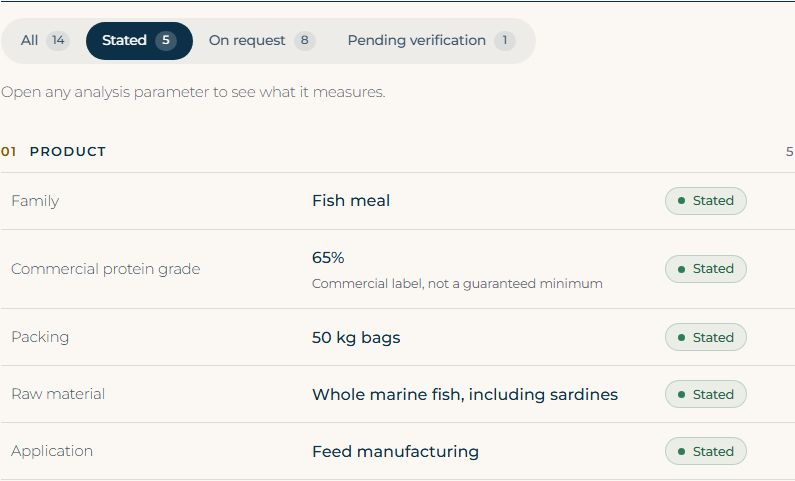 All 14 Stated 5 On request 8 Pending verification 1
Open any analysis parameter to see what it measures.
01 PRODUCT 5
Family Fish meal Stated
Commercial protein grade 65% Stated
Commercial label, not a guaranteed minimum
Packing 50 kg bags Stated
Raw material Whole marine fish, including sardines Stated
Application Feed manufacturing Stated